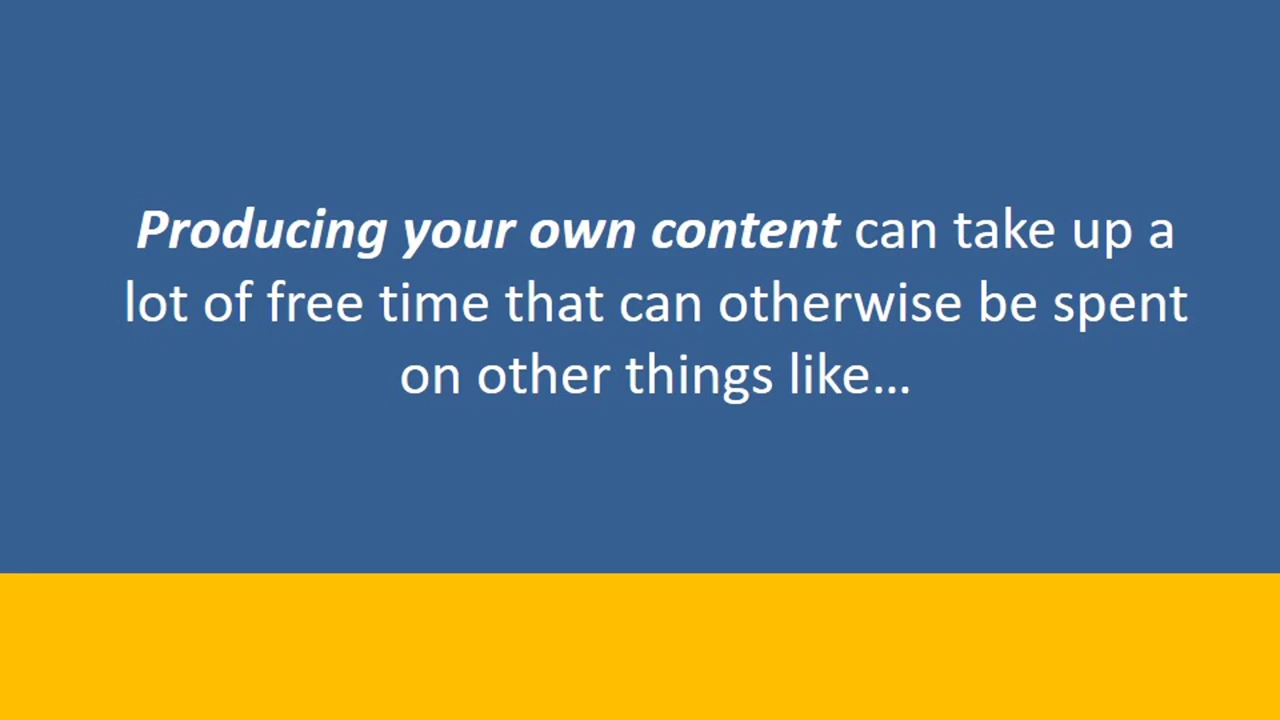 Producing your own content can take up a
lot of free time that can otherwise be spent
on other things like…